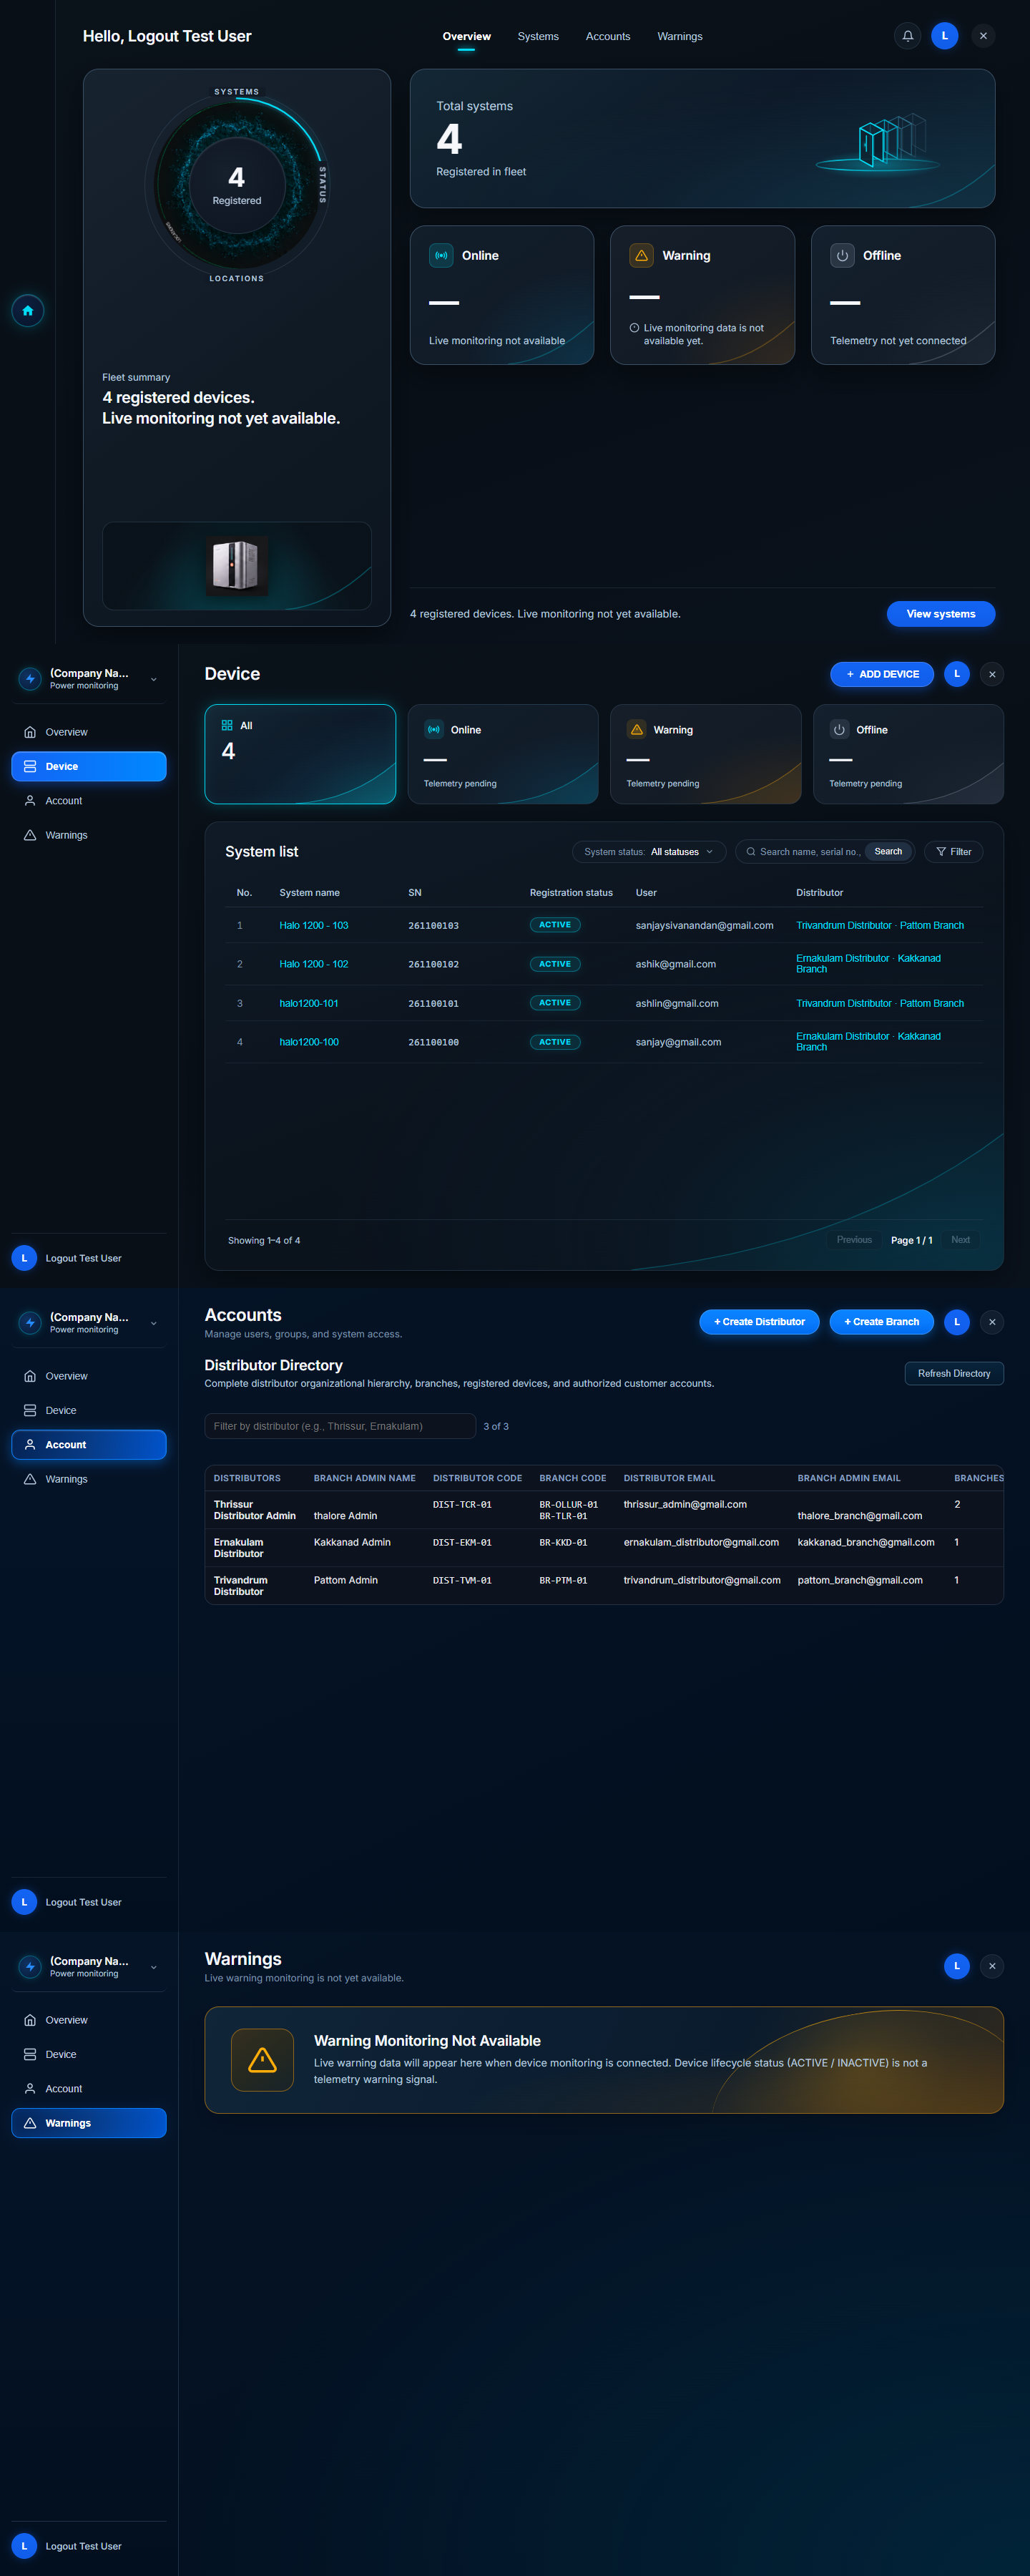 Hello, Logout Test User
Overview
Systems
Accounts
Warnings
L
SYSTEMS
STATUS
4
Registered
LOCATIONS
Fleet summary
4 registered devices.
Live monitoring not yet available.
Total systems
4
Registered in fleet
Online
—
Live monitoring not available
Warning
—
Live monitoring data is not
available yet.
Offline
—
Telemetry not yet connected
4 registered devices. Live monitoring not yet available.
View systems
(Company Na...
Power monitoring
Overview
Device
Account
Warnings
L Logout Test User
Device
+ ADD DEVICE
L
All
4
Online
—
Telemetry pending
Warning
—
Telemetry pending
Offline
—
Telemetry pending
System list
System status: All statuses
Search name, serial no.,
Search
Filter
No. System name SN Registration status User Distributor
1 Halo 1200 - 103 261100103 ACTIVE sanjaysivanandan@gmail.com Trivandrum Distributor · Pattom Branch
2 Halo 1200 - 102 261100102 ACTIVE ashik@gmail.com Ernakulam Distributor · Kakkanad
Branch
3 halo1200-101 261100101 ACTIVE ashlin@gmail.com Trivandrum Distributor · Pattom Branch
4 halo1200-100 261100100 ACTIVE sanjay@gmail.com Ernakulam Distributor · Kakkanad
Branch
Showing 1–4 of 4
Previous Page 1 / 1 Next
(Company Na...
Power monitoring
Overview
Device
Account
Warnings
L Logout Test User
Accounts
Manage users, groups, and system access.
+ Create Distributor
+ Create Branch
L
Distributor Directory
Complete distributor organizational hierarchy, branches, registered devices, and authorized customer accounts.
Refresh Directory
Filter by distributor (e.g., Thrissur, Ernakulam)
3 of 3
DISTRIBUTORS BRANCH ADMIN NAME DISTRIBUTOR CODE BRANCH CODE DISTRIBUTOR EMAIL BRANCH ADMIN EMAIL BRANCHES
Thrissur DIST-TCR-01 BR-OLLUR-01 thrissur_admin@gmail.com 2
Distributor Admin thalore Admin BR-TLR-01 thalore_branch@gmail.com
Ernakulam Kakkanad Admin DIST-EKM-01 BR-KKD-01 ernakulam_distributor@gmail.com kakkanad_branch@gmail.com 1
Distributor
Trivandrum Pattom Admin DIST-TVM-01 BR-PTM-01 trivandrum_distributor@gmail.com pattom_branch@gmail.com 1
Distributor
(Company Na...
Power monitoring
Overview
Device
Account
Warnings
L Logout Test User
Warnings
Live warning monitoring is not yet available.
L
Warning Monitoring Not Available
Live warning data will appear here when device monitoring is connected. Device lifecycle status (ACTIVE / INACTIVE) is not a
telemetry warning signal.